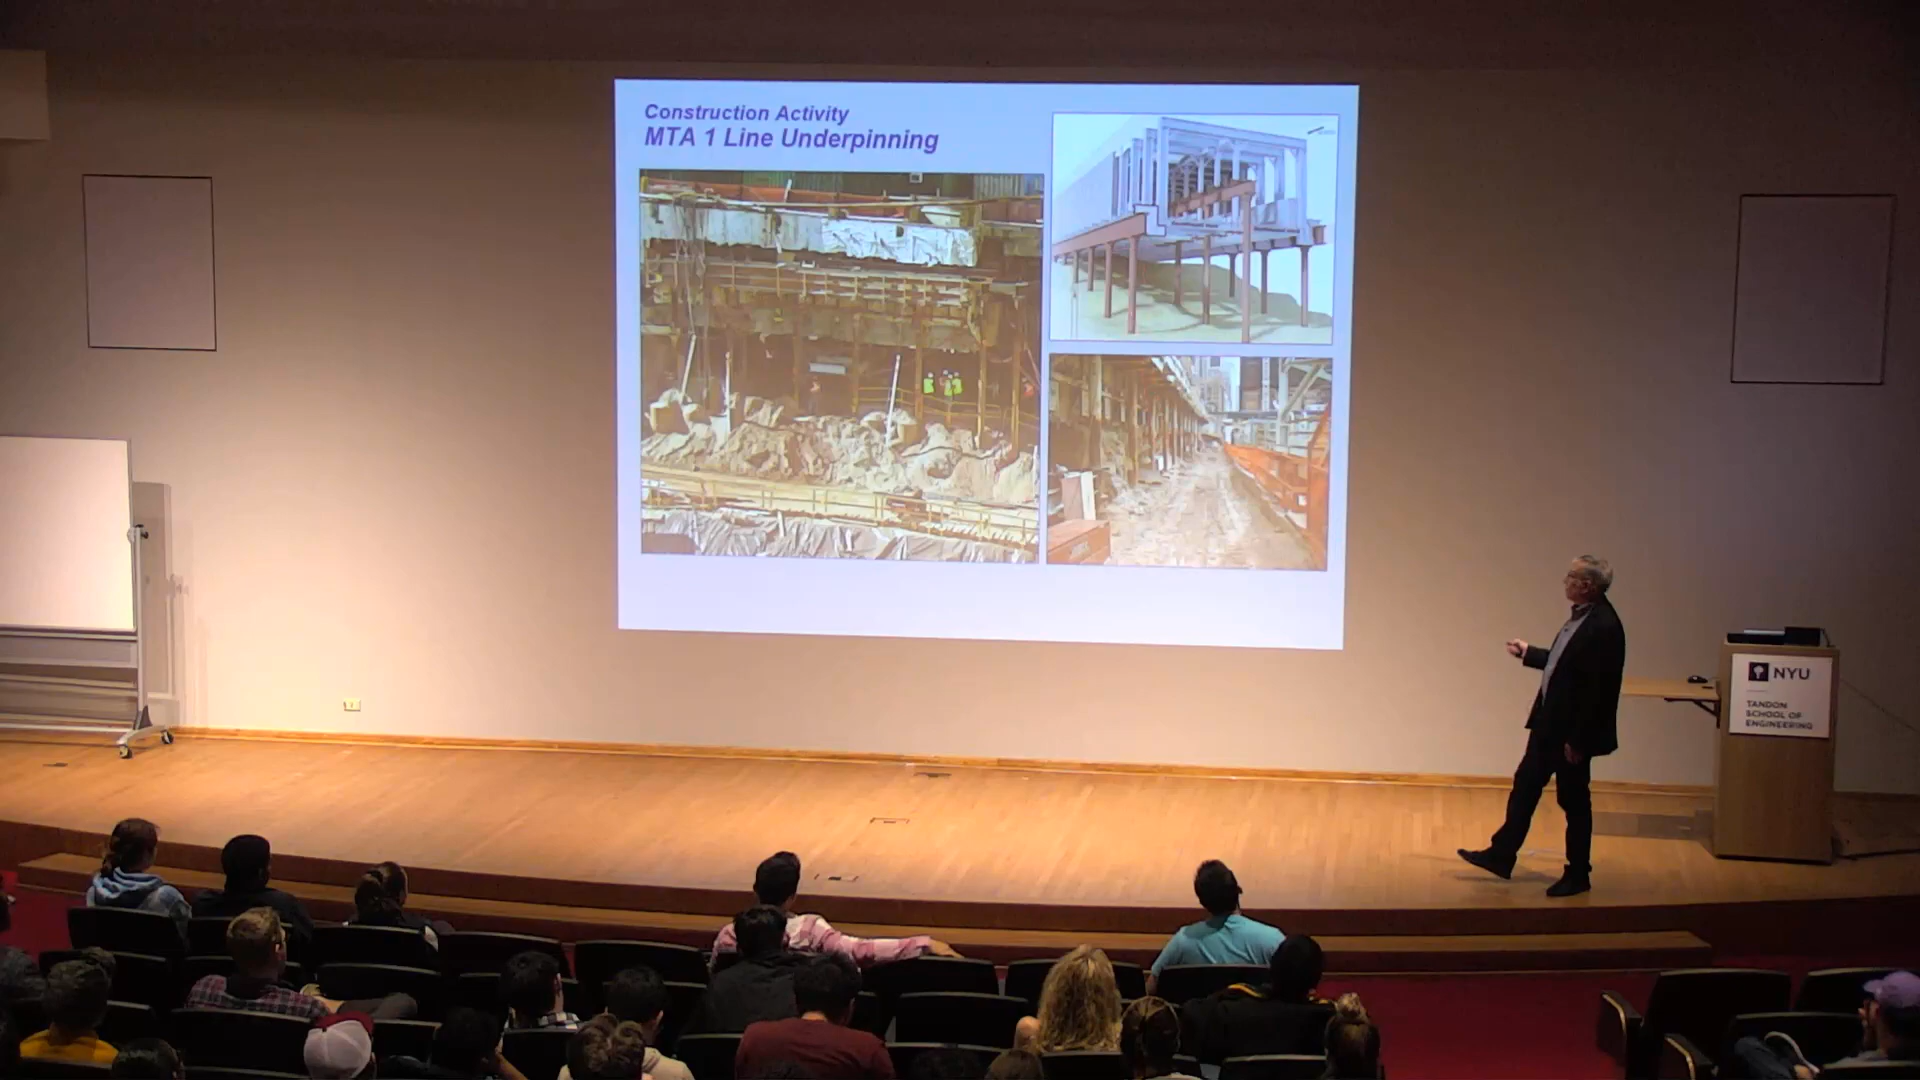 Construction Activity
MTA 1 Line Underpinning
NYU
TANDON
SCHOOL OF
ENGINEERING